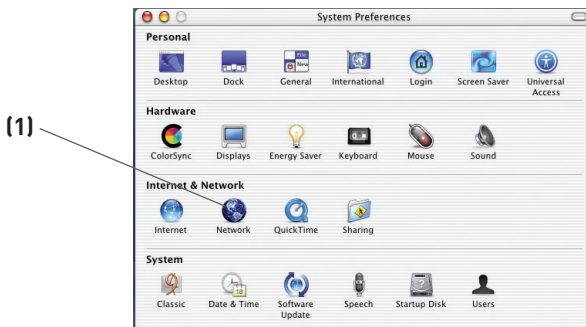 System Preferences
Personal
Desktop Dock General International Login Screen Saver Universal Access
Hardware
(1)
ColorSync Displays Energy Saver Keyboard Mouse Sound
Internet & Network
Internet Network QuickTime Sharing
System
Classic Date & Time Software Update Speech Startup Disk Users